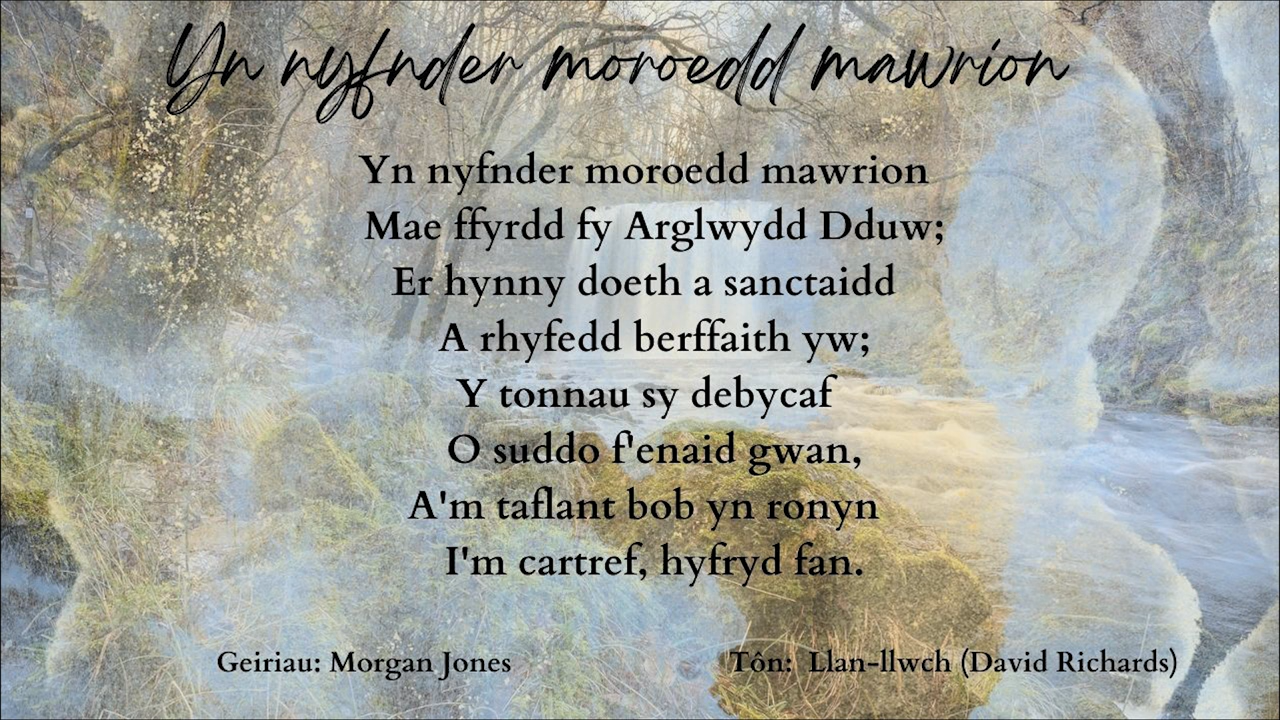 Yn nyfnder moroedd mawrion
Yn nyfnder moroedd mawrion
Mae ffyrdd fy Arglwydd Dduw;
Er hynny doeth a sanctaidd
A rhyfedd berffaith yw;
Y tonnau sy debycaf
O suddo f'enaid gwan,
A'm taflant bob yn ronyn
I'm cartref, hyfryd fan.
Geiriau: Morgan Jones
Tôn: Llan-llwch (David Richards)